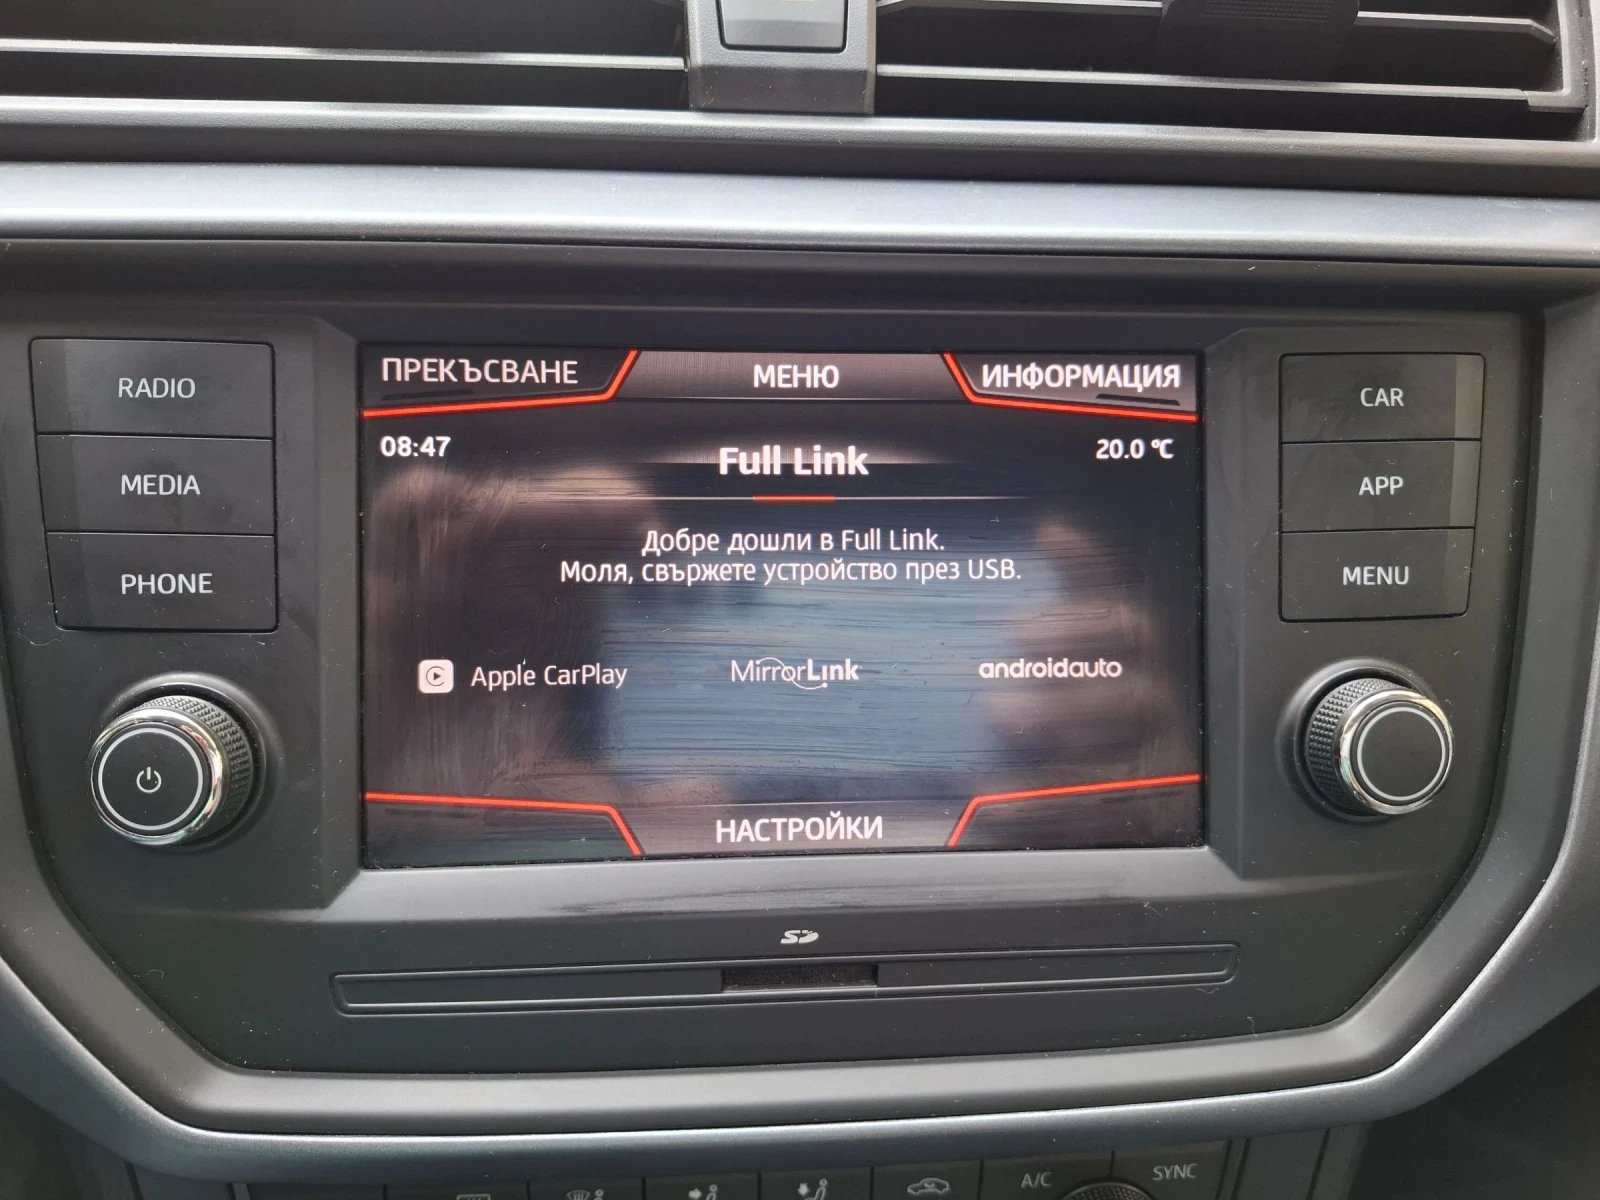 ПРЕКЪСВАНЕ МЕНЮ ИНФОРМАЦИЯ
08:47 Full Link 20.0 ºC
Добре дошли в Full Link.
Моля, свържете устройство през USB.
Apple CarPlay MirrorLink androidauto
НАСТРОЙКИ
RADIO
MEDIA
PHONE
CAR
APP
MENU
SD
A/C SYNC